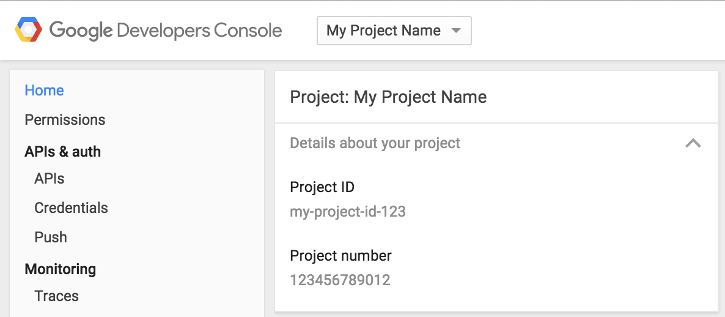 Google Developers Console
My Project Name
Home
Permissions
APIs & auth
APIs
Credentials
Push
Monitoring
Traces
Project: My Project Name
Details about your project
Project ID
my-project-id-123
Project number
123456789012